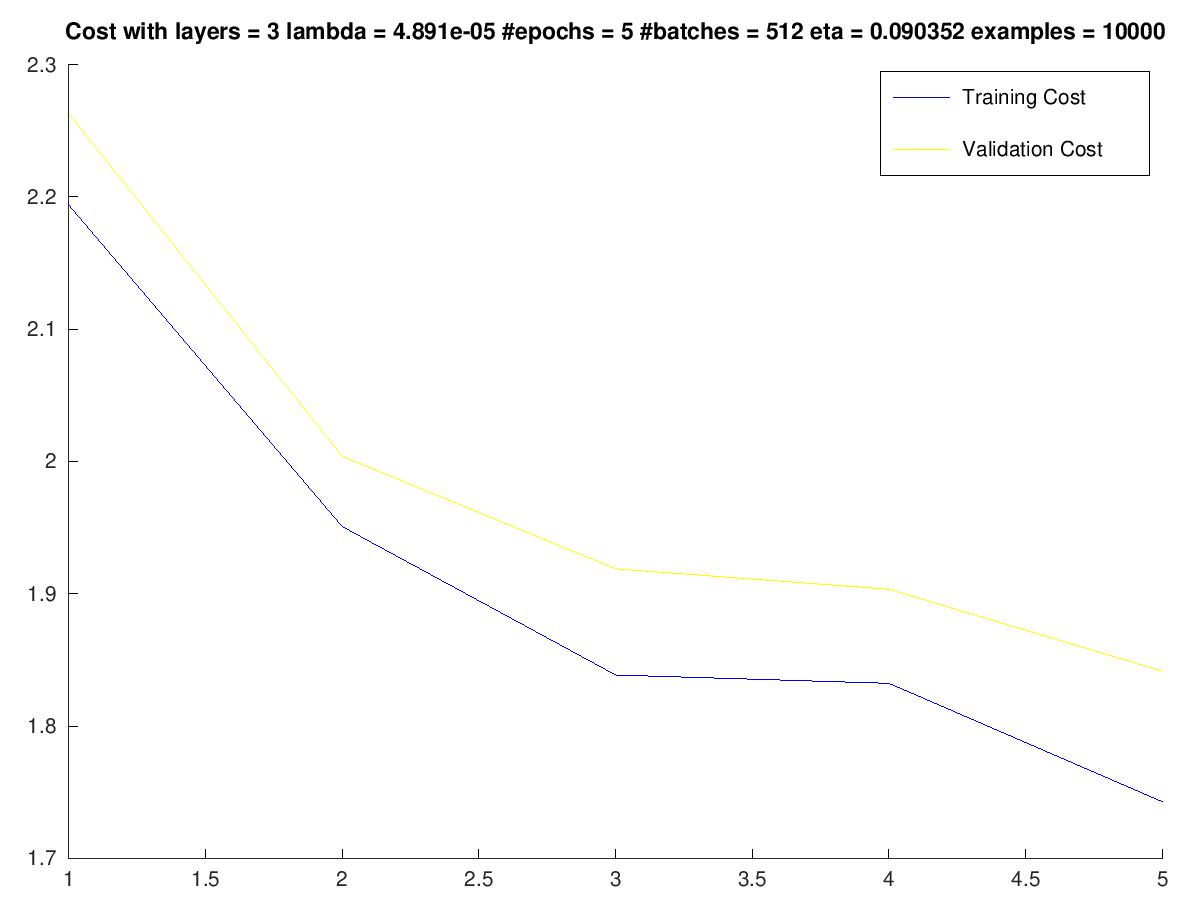 Cost with layers = 3 lambda = 4.891e-05 #epochs = 5 #batches = 512 eta = 0.090352 examples = 10000
2.3
2.2
2.1
2
1.9
1.8
1.7
Training Cost
Validation Cost
1 1.5 2 2.5 3 3.5 4 4.5 5